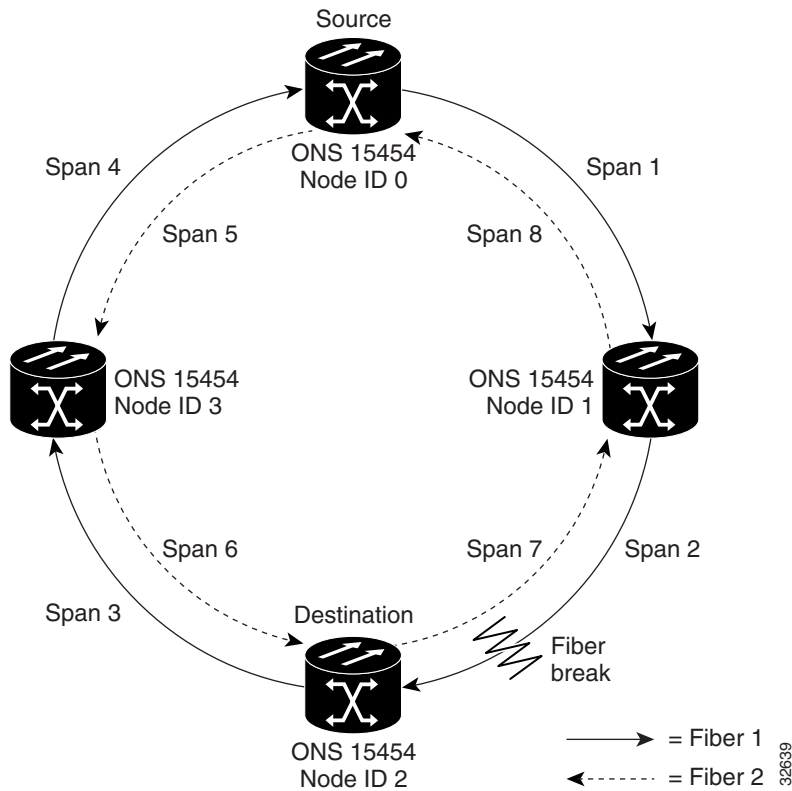 Source
ONS 15454
Node ID 0
Span 4
Span 1
Span 5
Span 8
ONS 15454
Node ID 3
ONS 15454
Node ID 1
Span 6
Span 7
Span 2
Span 3
Destination
Fiber
break
ONS 15454
Node ID 2
= Fiber 1
= Fiber 2
32639